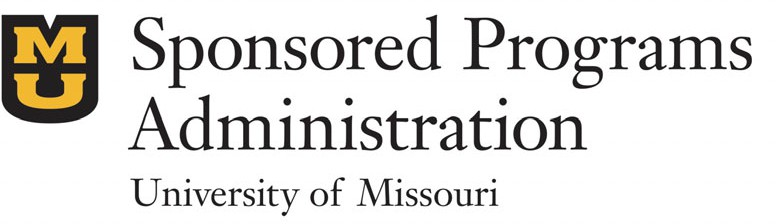 MU
Sponsored Programs
Administration
University of Missouri